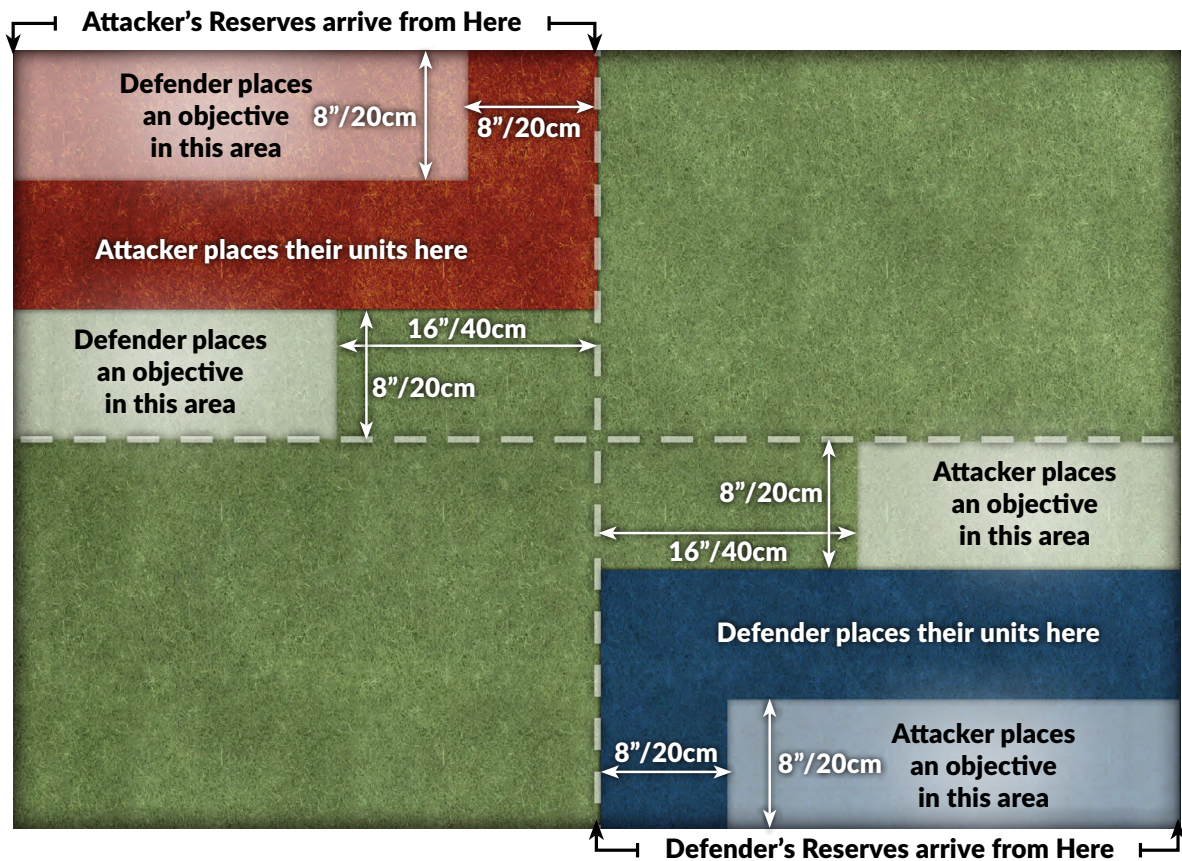 Attacker’s Reserves arrive from Here
Defender places
an objective
in this area
8”/20cm
8”/20cm
Attacker places their units here
Defender places
an objective
in this area
16”/40cm
8”/20cm
8”/20cm
16”/40cm
Attacker places
an objective
in this area
Defender places their units here
8”/20cm
8”/20cm
Attacker places
an objective
in this area
Defender’s Reserves arrive from Here